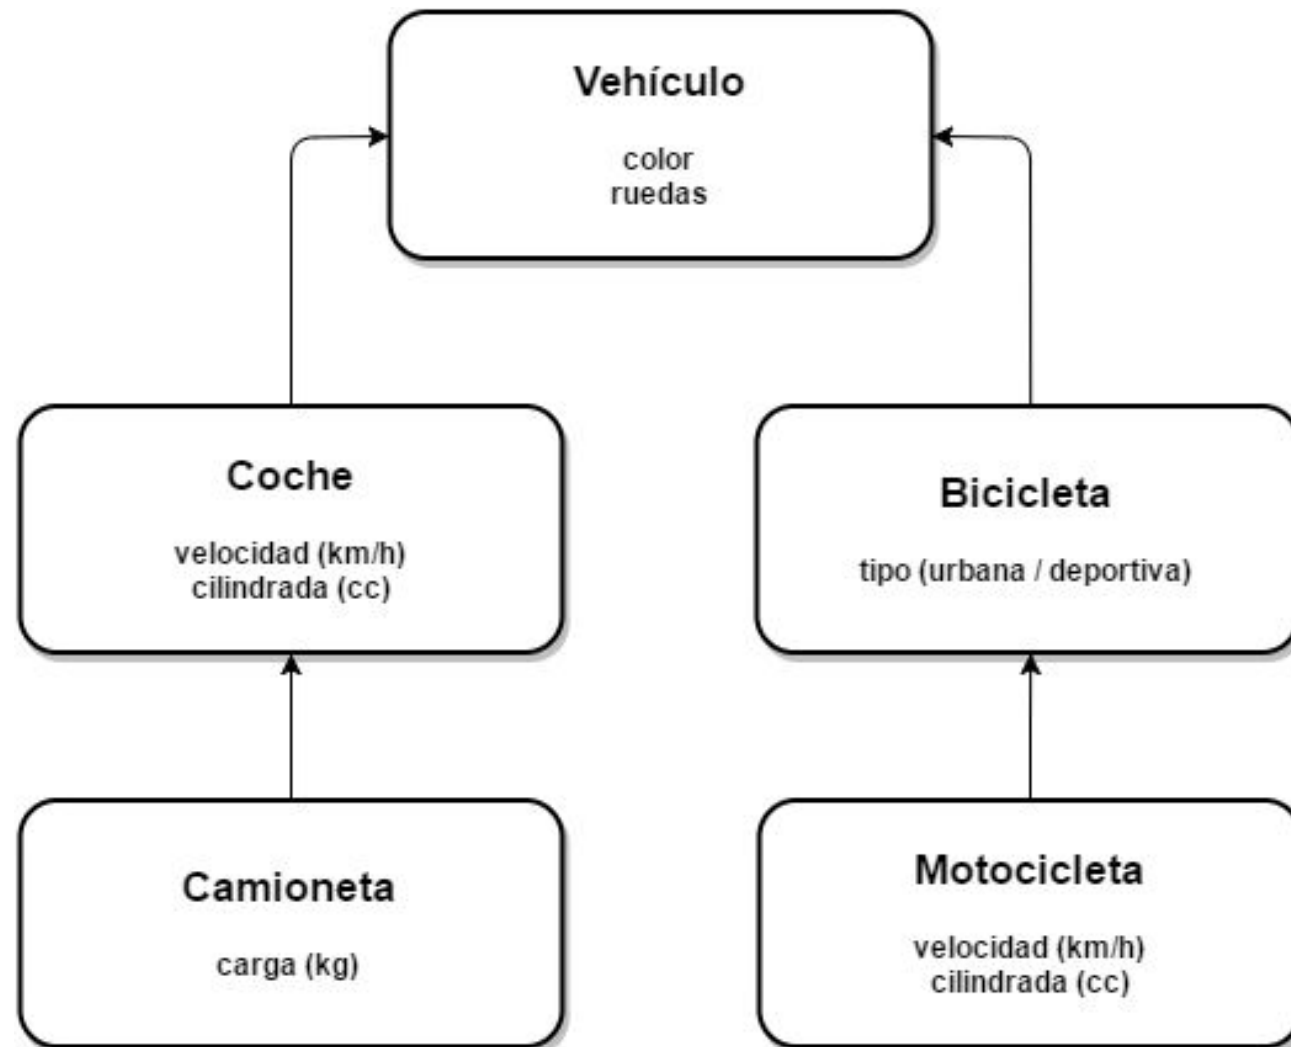 Vehículo
color
ruedas
Coche
velocidad (km/h)
cilindrada (cc)
Bicicleta
tipo (urbana / deportiva)
Camioneta
carga (kg)
Motocicleta
velocidad (km/h)
cilindrada (cc)